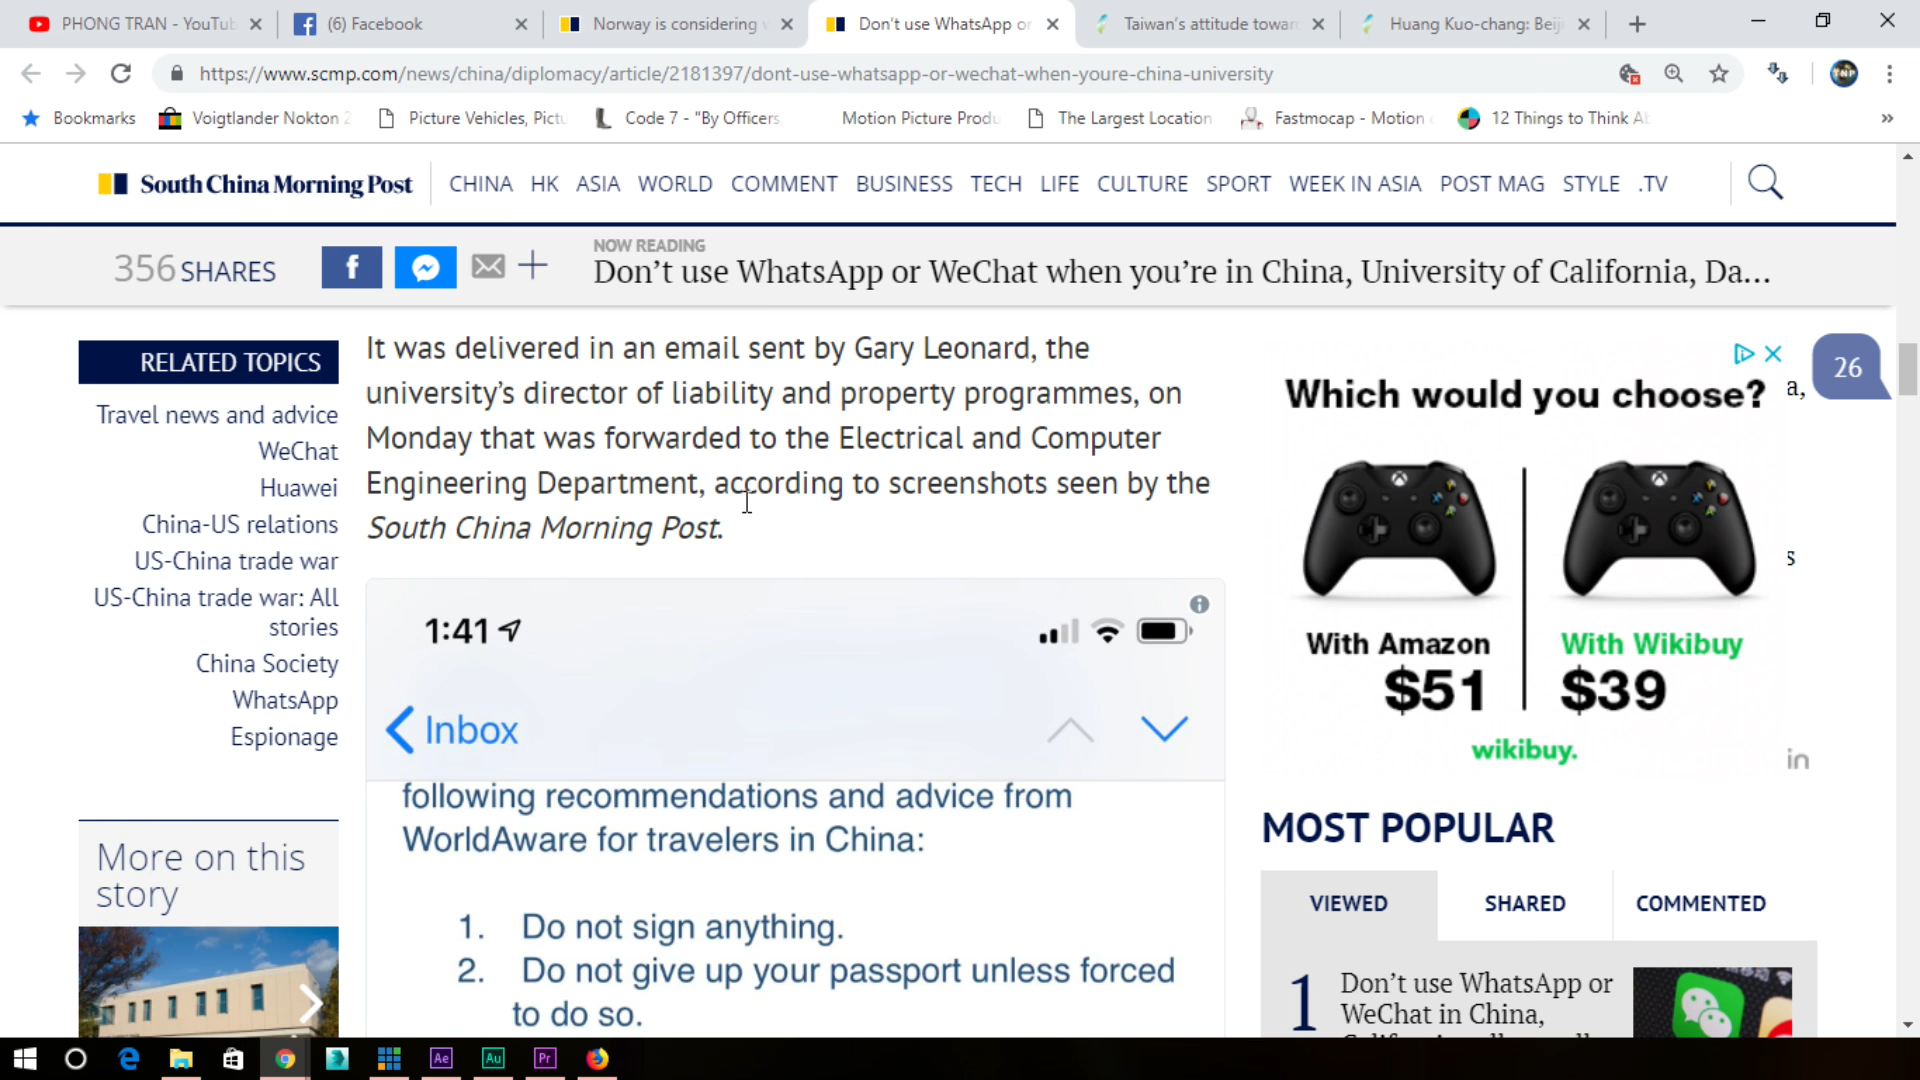 PHONG TRAN - YouTub
(6) Facebook
Norway is considering v
Don't use WhatsApp or
Taiwan's attitude towar
Huang Kuo-chang: Beiji
https://www.scmp.com/news/china/diplomacy/article/2181397/dont-use-whatsapp-or-wechat-when-youre-china-university
TNP
Bookmarks
Voigtlander Nokton 2
Picture Vehicles, Pictu
Code 7 - "By Officers
Motion Picture Produ
The Largest Location
Fastmocap - Motion
12 Things to Think Ab
»
South China Morning Post
CHINA HK ASIA WORLD COMMENT BUSINESS TECH LIFE CULTURE SPORT WEEK IN ASIA POST MAG STYLE .TV
356 SHARES
NOW READING
Don't use WhatsApp or WeChat when you're in China, University of California, Da...
RELATED TOPICS
Travel news and advice
WeChat
Huawei
China-US relations
US-China trade war
US-China trade war: All
stories
China Society
WhatsApp
Espionage
More on this
story
It was delivered in an email sent by Gary Leonard, the
university's director of liability and property programmes, on
Monday that was forwarded to the Electrical and Computer
Engineering Department, according to screenshots seen by the
South China Morning Post.
1:41
Inbox
following recommendations and advice from
WorldAware for travelers in China:
1. Do not sign anything.
2. Do not give up your passport unless forced
to do so.
26
Which would you choose?
a,
s
With Amazon
$51
With Wikibuy
$39
wikibuy.
in
MOST POPULAR
VIEWED
SHARED
COMMENTED
1
Don't use WhatsApp or
WeChat in China,
Ae
Au
Pr